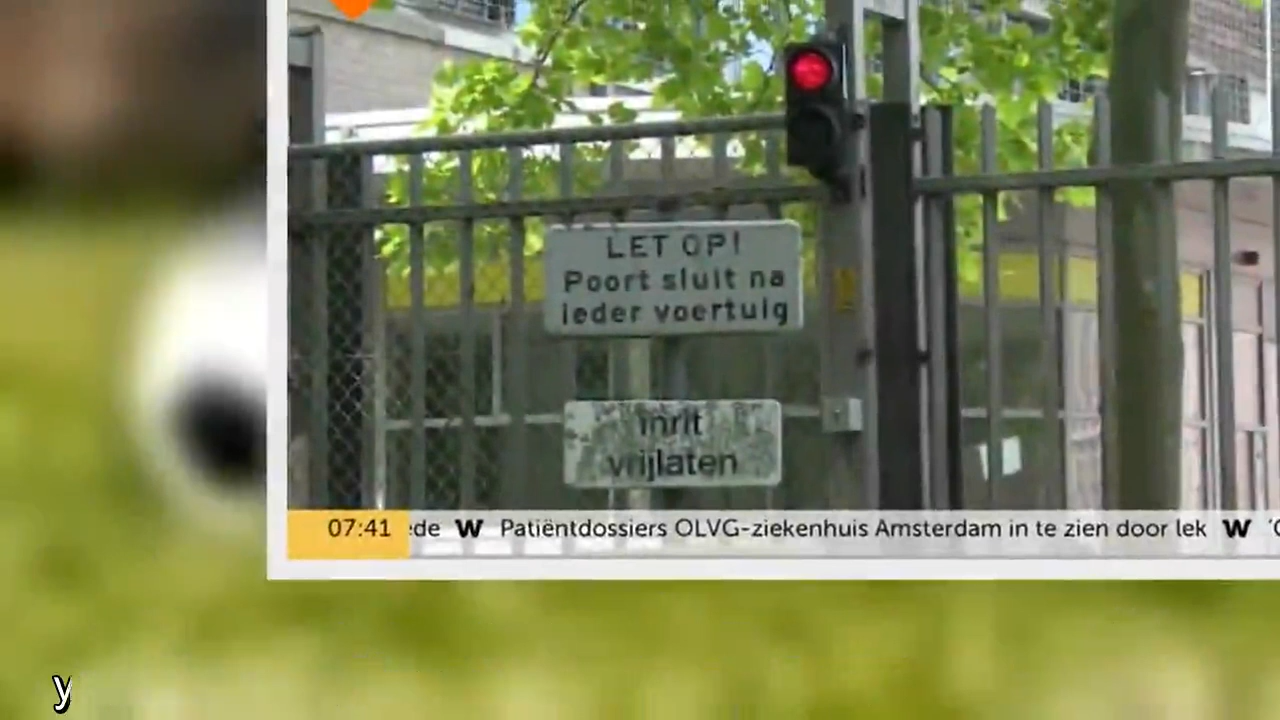 LET OP!
Poort sluit na
ieder voertuig
inrit
vrijlaten
07:41 ede W Patiëntdossiers OLVG-ziekenhuis Amsterdam in te zien door lek W
y